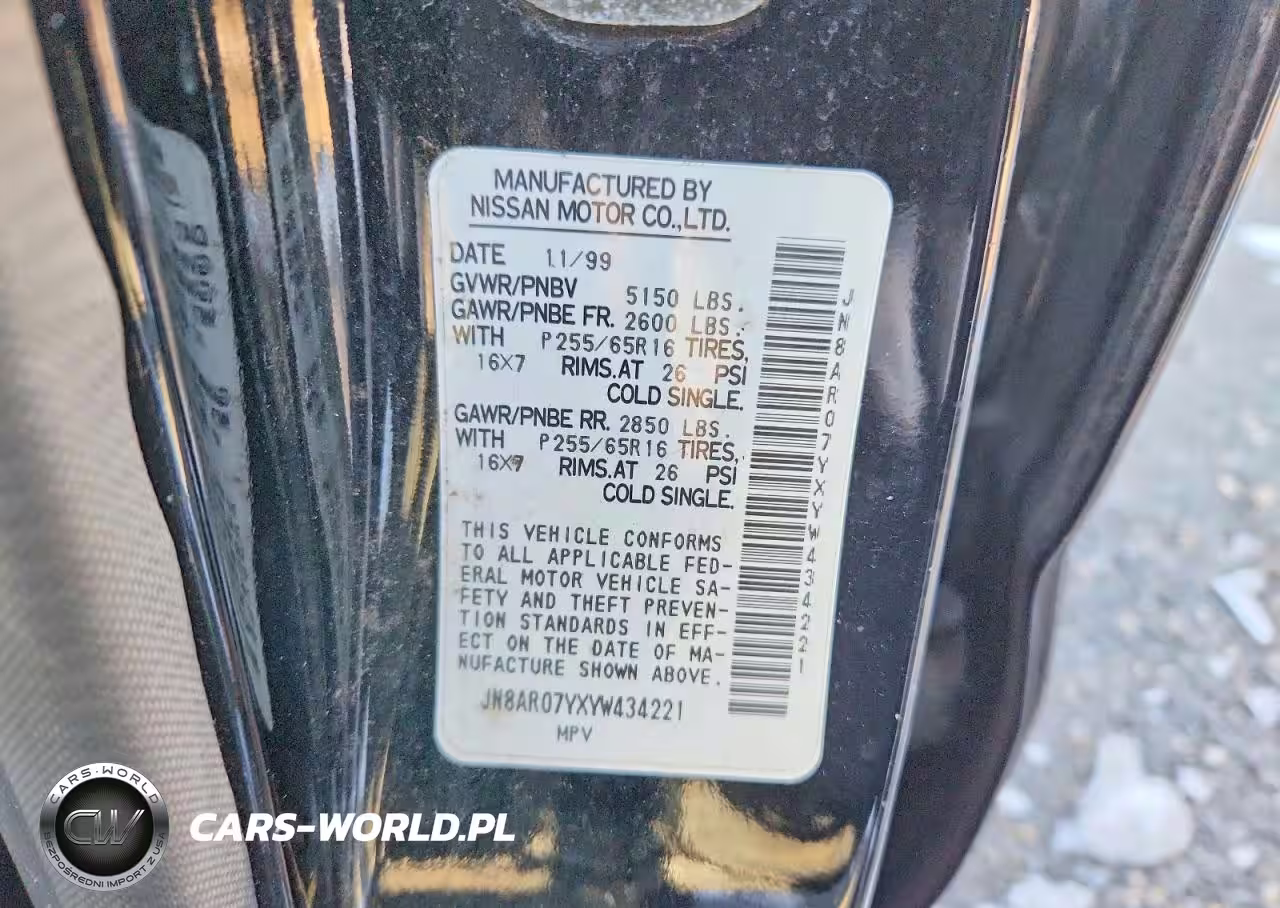 MANUFACTURED BY
NISSAN MOTOR CO.,LTD.
DATE 11/99
GVWR/PNBV 5150 LBS.
GAWR/PNBE FR. 2600 LBS.
WITH P255/65R16 TIRES,
16X7 RIMS.AT 26 PSI
COLD SINGLE.
GAWR/PNBE RR. 2850 LBS.
WITH P255/65R16 TIRES,
16X7 RIMS.AT 26 PSI
COLD SINGLE.
THIS VEHICLE CONFORMS
TO ALL APPLICABLE FED-
ERAL MOTOR VEHICLE SA-
FETY AND THEFT PREVEN-
TION STANDARDS IN EFF-
ECT ON THE DATE OF MA-
NUFACTURE SHOWN ABOVE.
JN8AR07YXYW434221
MPV
JN8AR07YXYW434221
CARS-WORLD
CW
BEZPOŚREDNI IMPORT Z USA
CARS-WORLD.PL